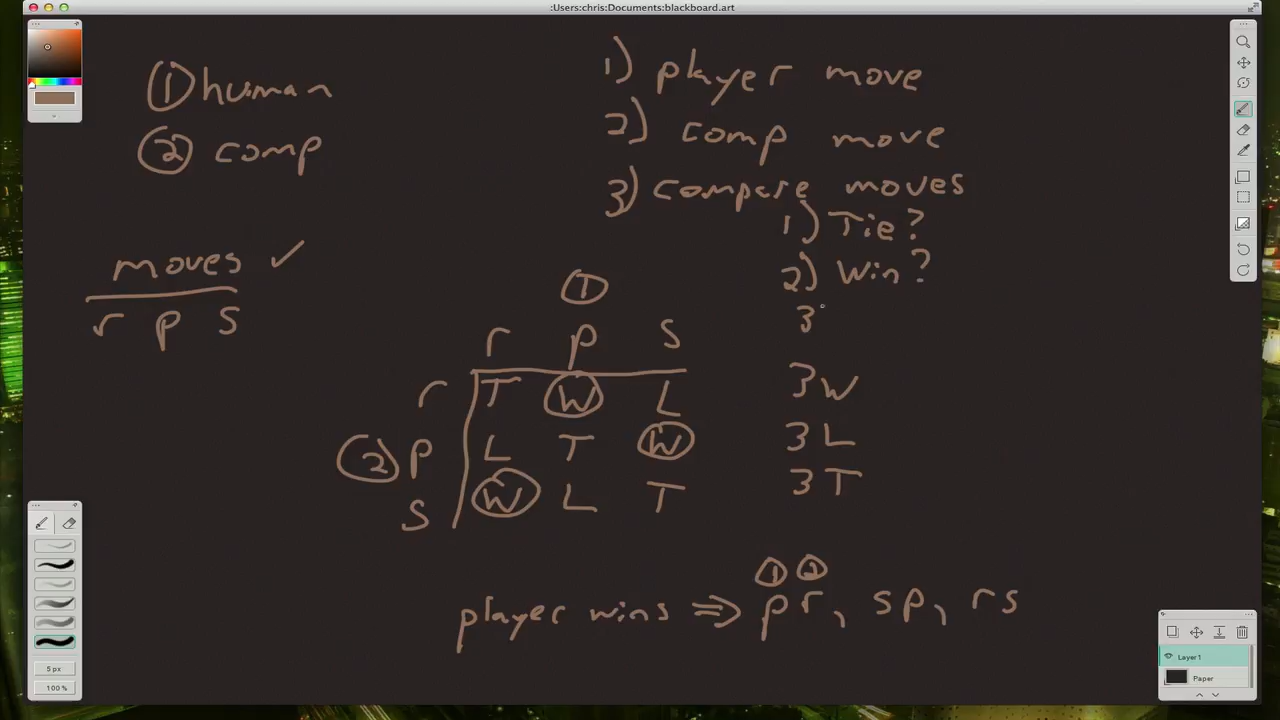 :Users:chris:Documents:blackboard.art
1 human
2 comp
1) player move
2) comp move
3) compare moves
1) Tie?
2) Win?
3
moves ✓
r p s
1
r p s
r T W L
2 p L T W
s W L T
3 W
3 L
3 T
1 2
player wins ⇒ pr, sp, rs
5 px
100 %
Layer1
Paper